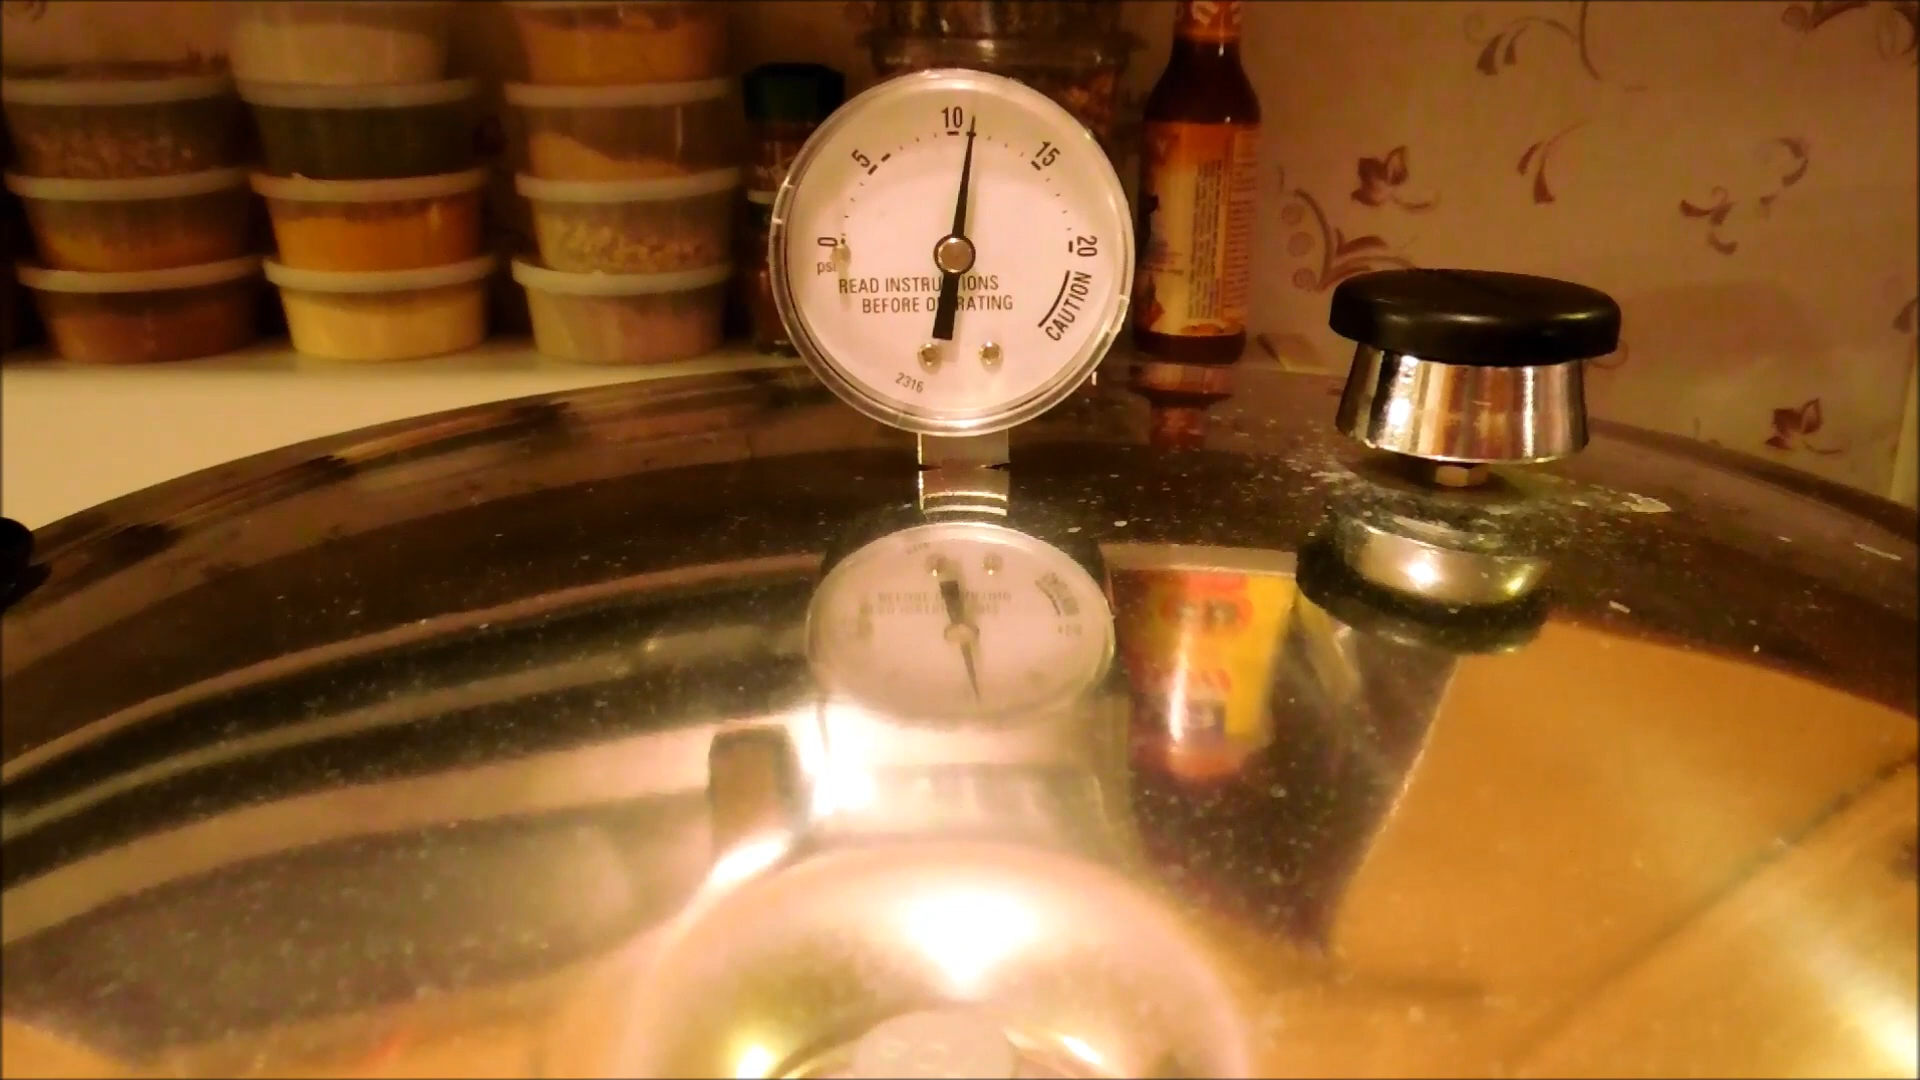 10
5
15
0
20
psi
READ INSTRUCTIONS
BEFORE OPERATING
CAUTION
2316